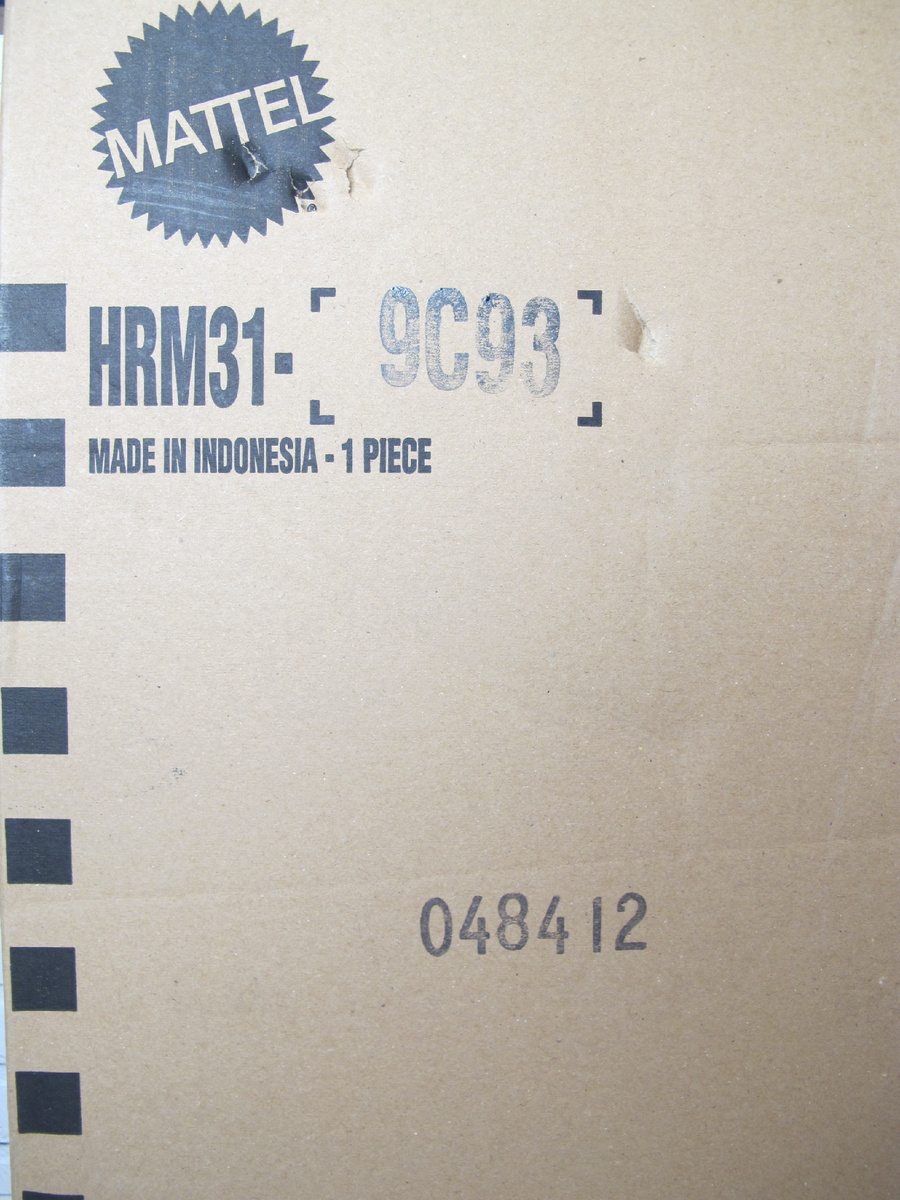 MATTEL
®
HRM31- 9C93
MADE IN INDONESIA - 1 PIECE
048412